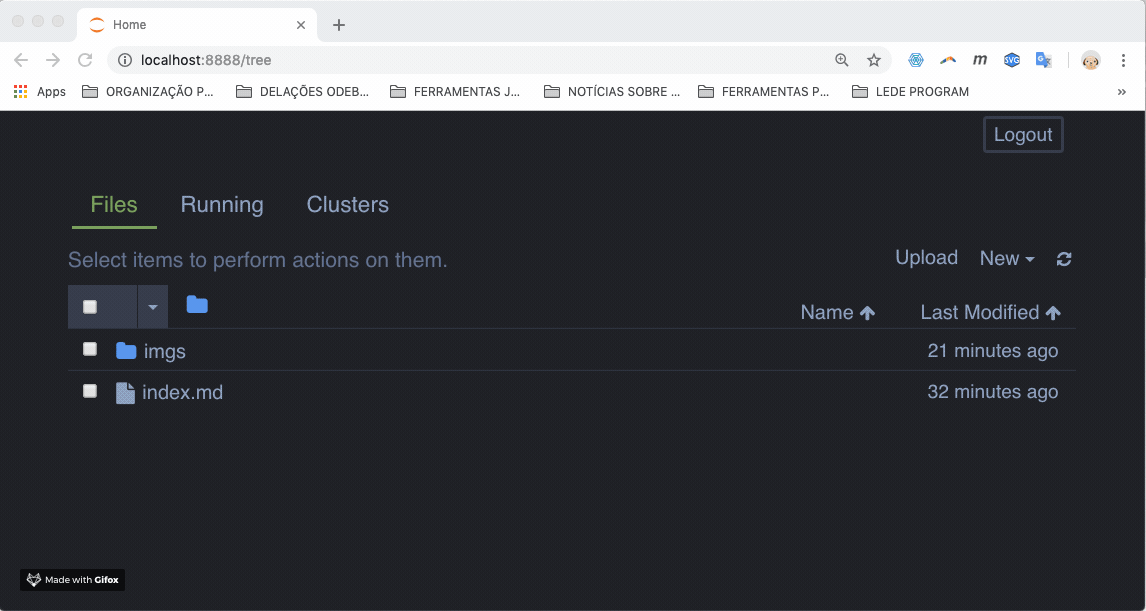 Home
localhost:8888/tree
m
SVG
G
Apps
ORGANIZAÇÃO P...
DELAÇÕES ODEB...
FERRAMENTAS J...
NOTÍCIAS SOBRE ...
FERRAMENTAS P...
LEDE PROGRAM
»
Logout
Files
Running
Clusters
Select items to perform actions on them.
Upload
New
Name
Last Modified
imgs
21 minutes ago
index.md
32 minutes ago
Made with Gifox